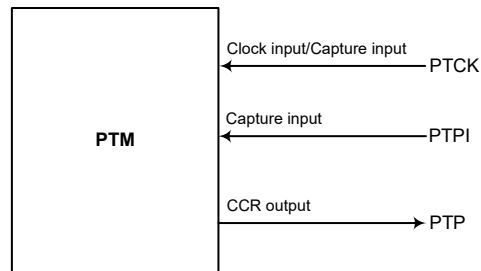 Clock input/Capture input
PTCK
Capture input
PTM
PTPI
CCR output
PTP